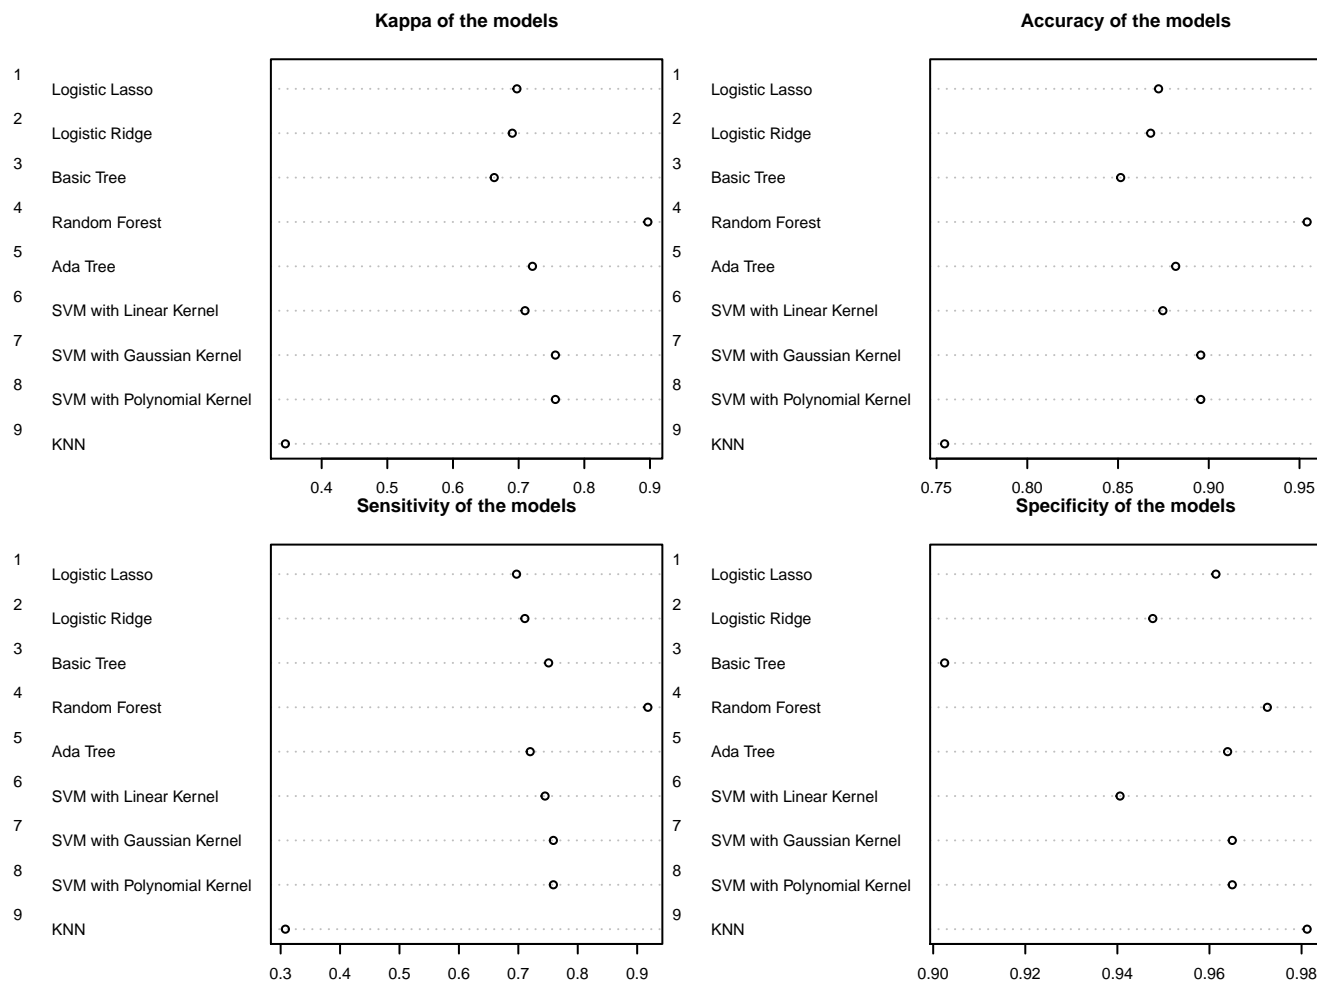 Kappa of the models
1
Logistic Lasso
2
Logistic Ridge
3
Basic Tree
4
Random Forest
5
Ada Tree
6
SVM with Linear Kernel
7
SVM with Gaussian Kernel
8
SVM with Polynomial Kernel
9
KNN
0.4 0.5 0.6 0.7 0.8 0.9
Accuracy of the models
1
Logistic Lasso
2
Logistic Ridge
3
Basic Tree
4
Random Forest
5
Ada Tree
6
SVM with Linear Kernel
7
SVM with Gaussian Kernel
8
SVM with Polynomial Kernel
9
KNN
0.75 0.80 0.85 0.90 0.95
Sensitivity of the models
1
Logistic Lasso
2
Logistic Ridge
3
Basic Tree
4
Random Forest
5
Ada Tree
6
SVM with Linear Kernel
7
SVM with Gaussian Kernel
8
SVM with Polynomial Kernel
9
KNN
0.3 0.4 0.5 0.6 0.7 0.8 0.9
Specificity of the models
1
Logistic Lasso
2
Logistic Ridge
3
Basic Tree
4
Random Forest
5
Ada Tree
6
SVM with Linear Kernel
7
SVM with Gaussian Kernel
8
SVM with Polynomial Kernel
9
KNN
0.90 0.92 0.94 0.96 0.98